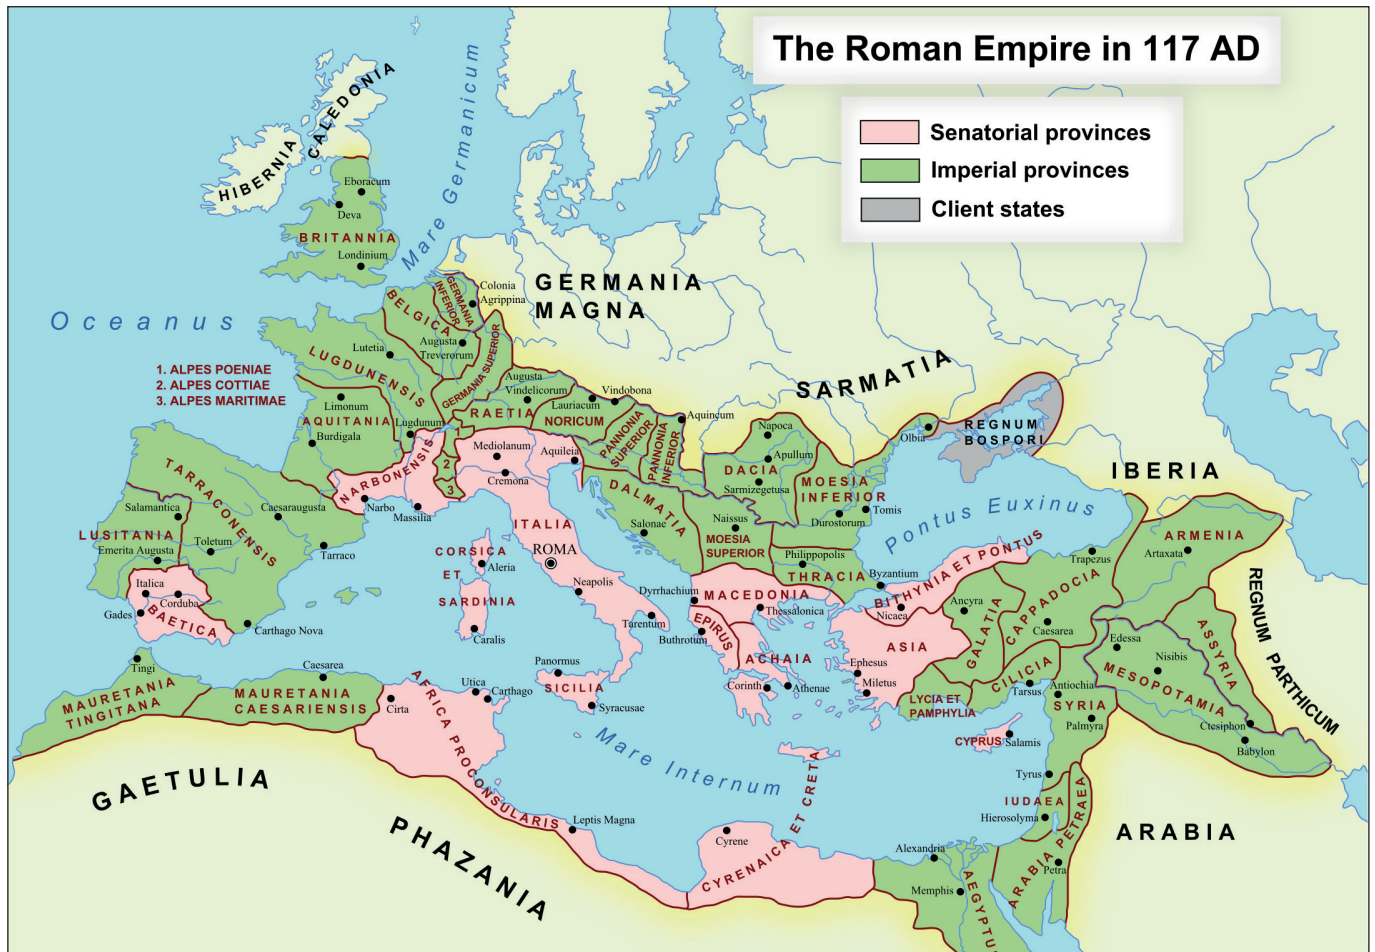 The Roman Empire in 117 AD
Senatorial provinces
Imperial provinces
Client states
CALEDONIA
HIBERNIA
Eboracum
Deva
BRITANNIA
Londinium
Mare Germanicum
Oceanus
GERMANIA
MAGNA
SARMATIA
REGNUM
BOSPORI
IBERIA
1. ALPES POENIAE
2. ALPES COTTIAE
3. ALPES MARITIMAE
GERMANIA
INFERIOR
Colonia
Agrippina
BELGICA
Augusta
Treverorum
GERMANIA SUPERIOR
Lutetia
LUGDUNENSIS
Limonum
AQUITANIA
Burdigala
Lugdunum
NARBONENSIS
Narbo
Massilia
1
2
3
Augusta
Vindelicorum
RAETIA
Lauriacum
NORICUM
Vindobona
PANNONIA
SUPERIOR
PANNONIA
INFERIOR
Aquincum
Napoca
Apullum
DACIA
Sarmizegetusa
MOESIA
INFERIOR
Durostorum
Tomis
Olbia
Pontus Euxinus
TARRACONENSIS
Salamantica
Caesaraugusta
LUSITANIA
Toletum
Emerita Augusta
Tarraco
Italica
Corduba
Gades
BAETICA
Carthago Nova
Mediolanum
Aquileia
Cremona
ITALIA
ROMA
Neapolis
Tarentum
CORSICA
ET
SARDINIA
Aleria
Caralis
Panormus
SICILIA
Syracusae
DALMATIA
Salonae
Naissus
MOESIA
SUPERIOR
Philippopolis
THRACIA
Byzantium
Dyrrhachium
MACEDONIA
Thessalonica
EPIRUS
Buthrotum
ACHAIA
Corinth
Athenae
BITHYNIA ET PONTUS
Nicaea
ASIA
Ephesus
Miletus
Ancyra
GALATIA
CAPPADOCIA
Caesarea
Trapezus
LYCIA ET
PAMPHYLIA
CILICIA
Tarsus
Antiochia
SYRIA
Palmyra
CYPRUS
Salamis
ARMENIA
Artaxata
Edessa
Nisibis
MESOPOTAMIA
ASSYRIA
Ctesiphon
Babylon
REGNUM PARTHICUM
Tyrus
IUDAEA
Hierosolyma
ARABIA PETRAEA
Petra
ARABIA
Tingi
MAURETANIA
TINGITANA
Caesarea
MAURETANIA
CAESARIENSIS
Cirta
Utica
Carthago
AFRICA PROCONSULARIS
Leptis Magna
Mare Internum
Cyrene
CYRENAICA ET CRETA
Alexandria
Memphis
AEGYPTUS
GAETULIA
PHAZANIA